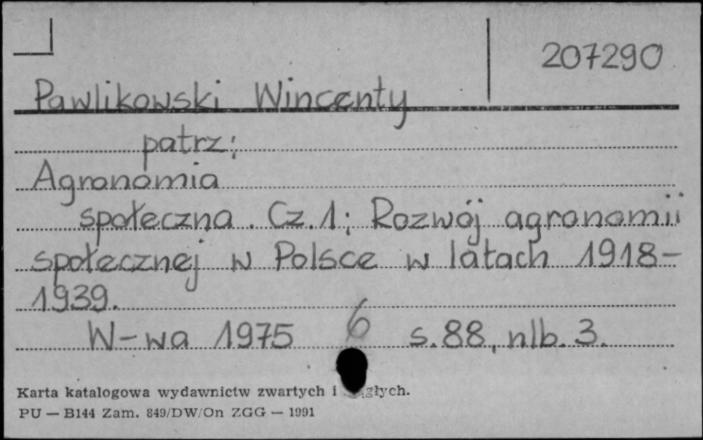 207290
Pawlikowski Wincenty
patrz:
Agronomia
społeczna. Cz.1: Rozwój agronomii
społecznej w Polsce w latach 1918-
1939.
W-wa 1975 6 s.88, nlb. 3.
Karta katalogowa wydawnictw zwartych i
PU — B144 Zam. 849/DW/On ZGG — 1991